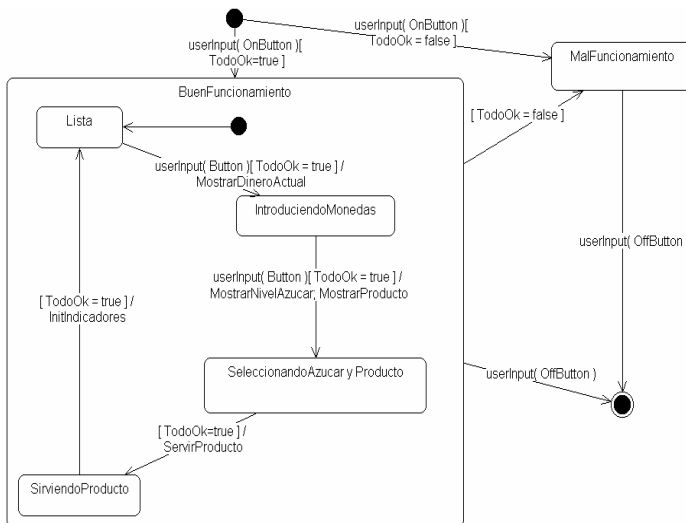 userInput( OnButton )[
TodoOk = false ]
userInput( OnButton )[
TodoOk=true ]
MalFuncionamiento
BuenFuncionamiento
Lista
[ TodoOk = false ]
userInput( Button )[ TodoOk = true ] /
MostrarDineroActual
IntroduciendoMonedas
userInput( OffButton
userInput( Button )[ TodoOk = true ] /
MostrarNivelAzucar; MostrarProducto
[ TodoOk = true ] /
InitIndicadores
SeleccionandoAzucar y Producto
userInput( OffButton )
[ TodoOk=true ] /
ServirProducto
SirviendoProducto